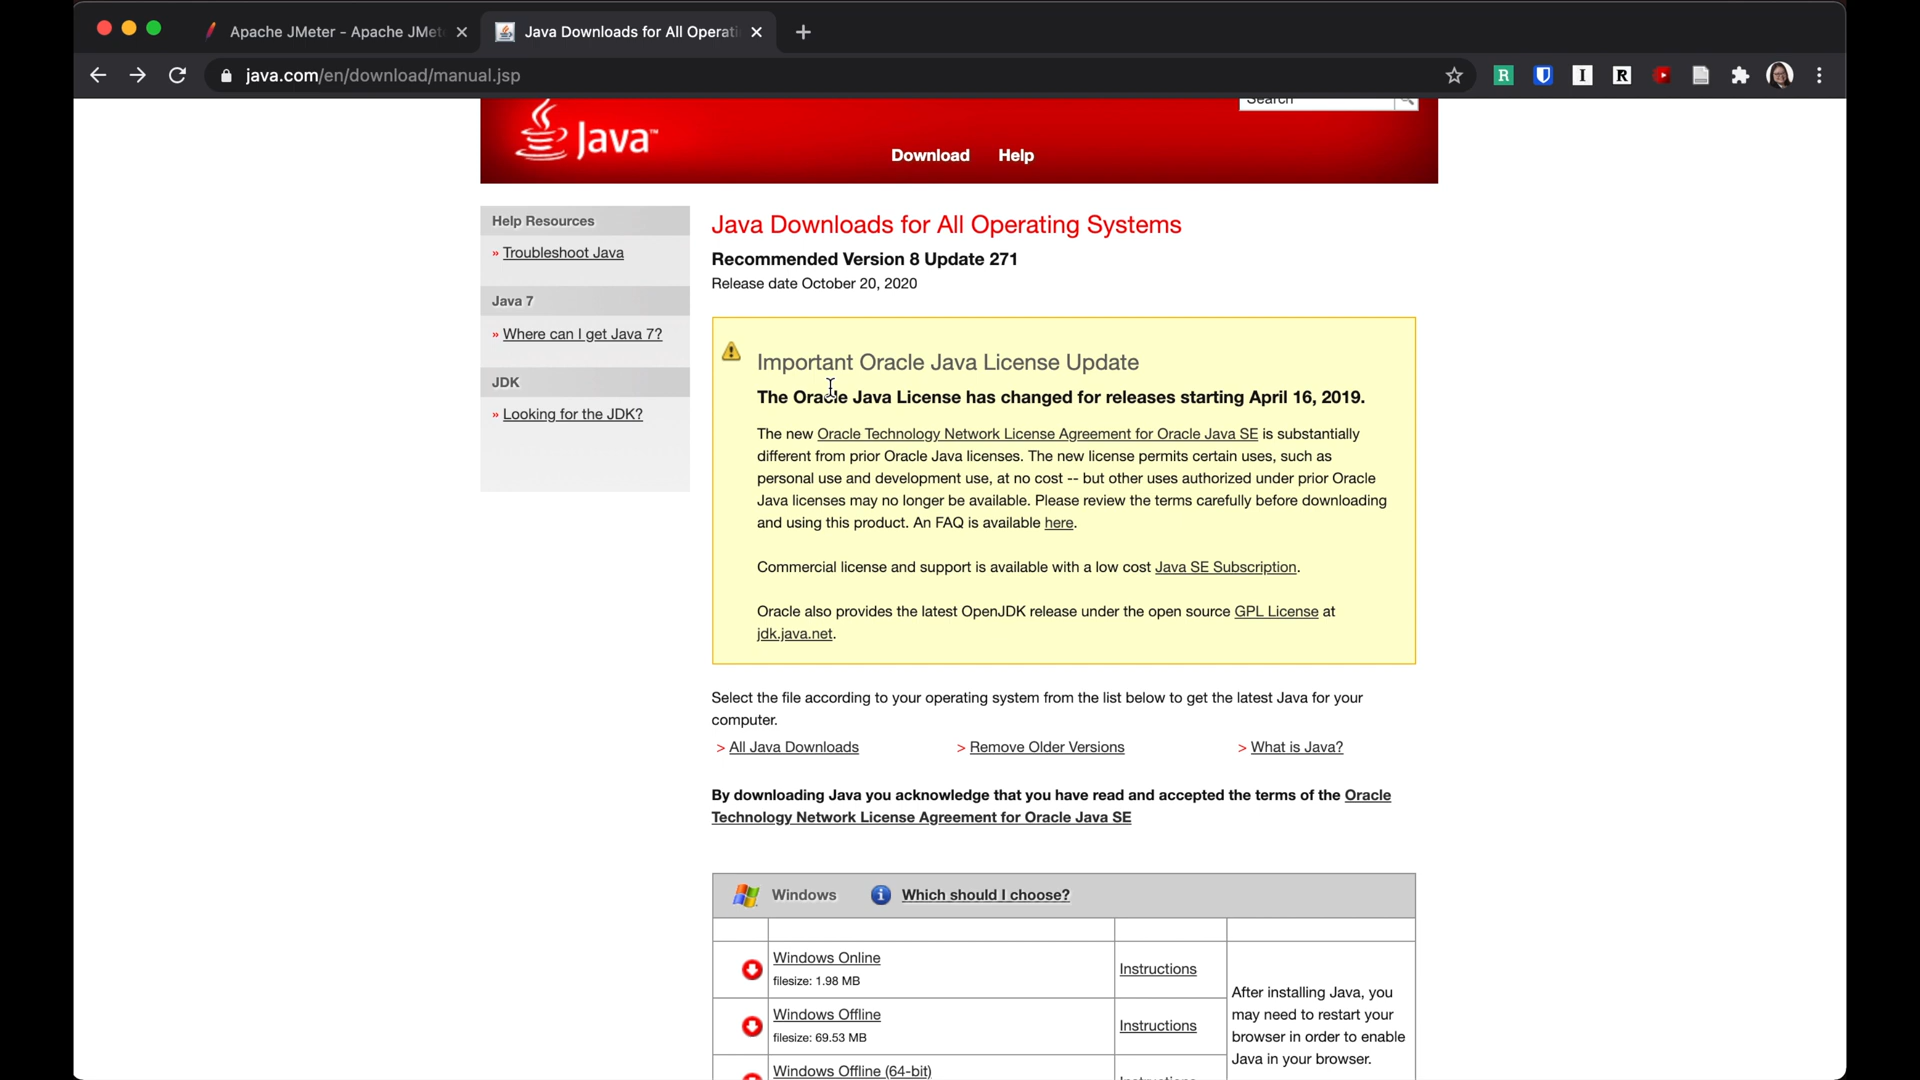 Apache JMeter - Apache JMet
Java Downloads for All Operati
java.com/en/download/manual.jsp
Search
Java™
Download Help
Help Resources
» Troubleshoot Java
Java 7
» Where can I get Java 7?
JDK
» Looking for the JDK?
Java Downloads for All Operating Systems
Recommended Version 8 Update 271
Release date October 20, 2020
Important Oracle Java License Update
The Oracle Java License has changed for releases starting April 16, 2019.
The new Oracle Technology Network License Agreement for Oracle Java SE is substantially
different from prior Oracle Java licenses. The new license permits certain uses, such as
personal use and development use, at no cost -- but other uses authorized under prior Oracle
Java licenses may no longer be available. Please review the terms carefully before downloading
and using this product. An FAQ is available here.
Commercial license and support is available with a low cost Java SE Subscription.
Oracle also provides the latest OpenJDK release under the open source GPL License at
jdk.java.net.
Select the file according to your operating system from the list below to get the latest Java for your
computer.
> All Java Downloads > Remove Older Versions > What is Java?
By downloading Java you acknowledge that you have read and accepted the terms of the Oracle
Technology Network License Agreement for Oracle Java SE
Windows Which should I choose?
Windows Online
filesize: 1.98 MB
Instructions
Windows Offline
filesize: 69.53 MB
Instructions
Windows Offline (64-bit)
Instructions
After installing Java, you
may need to restart your
browser in order to enable
Java in your browser.